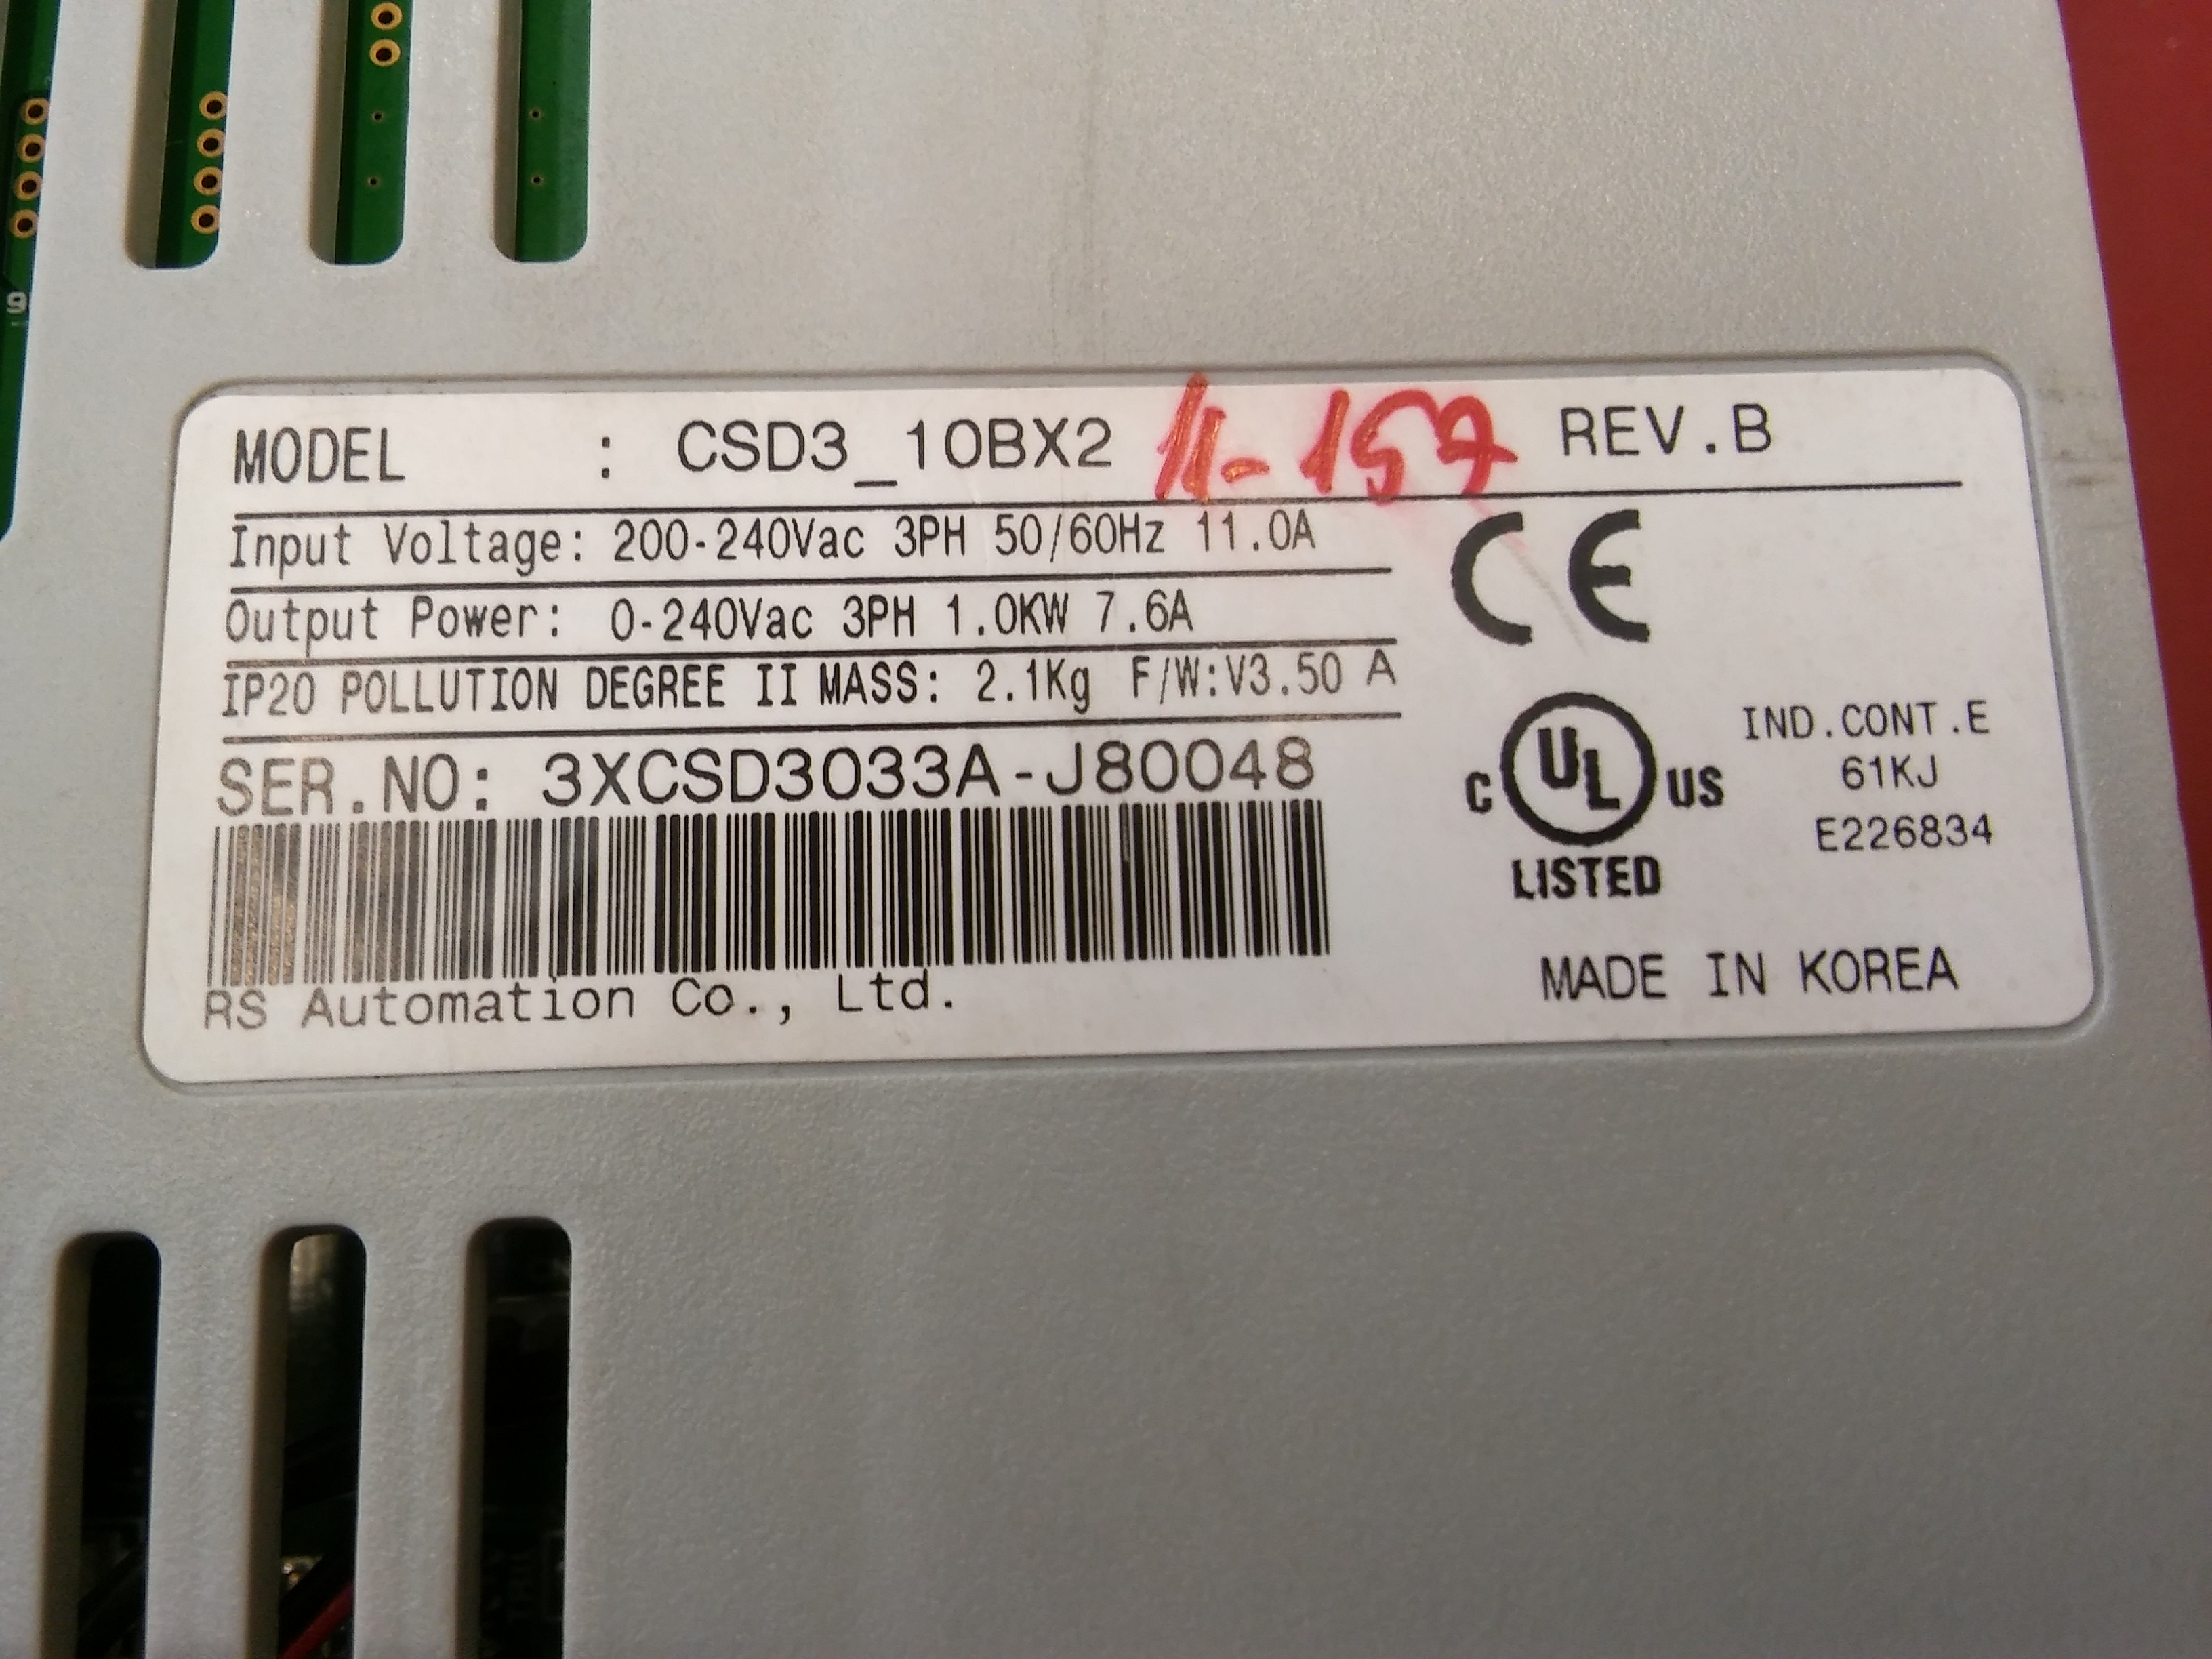 MODEL : CSD3_10BX2 11-157 REV.B
Input Voltage: 200-240Vac 3PH 50/60Hz 11.0A
Output Power: 0-240Vac 3PH 1.0KW 7.6A
IP20 POLLUTION DEGREE II MASS: 2.1Kg F/W:V3.50 A
SER.NO: 3XCSD3033A-J80048
RS Automation Co., Ltd.
CE
C UL US
LISTED
IND.CONT.E
61KJ
E226834
MADE IN KOREA
9